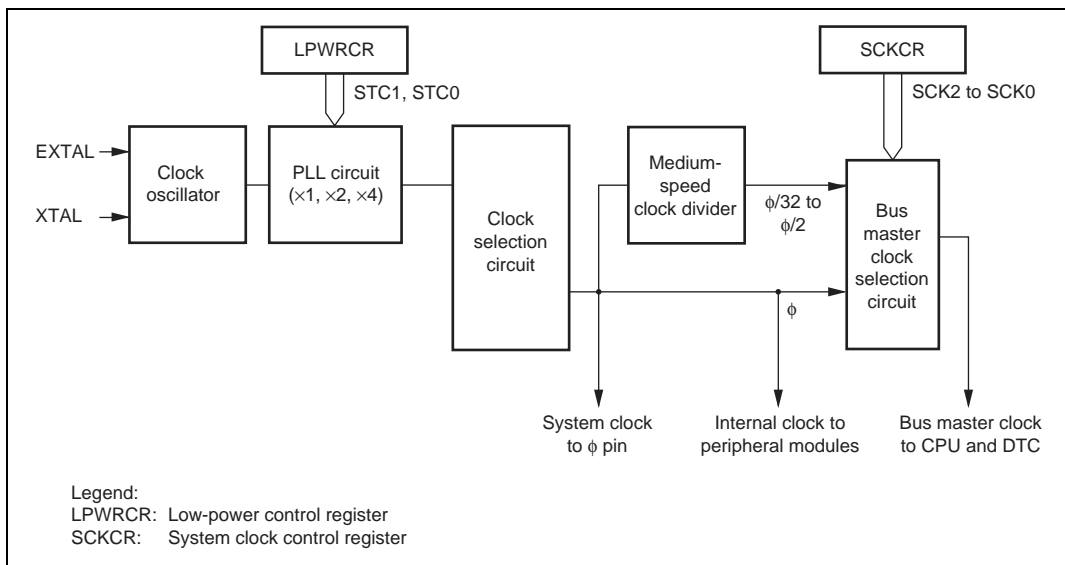 LPWRCR
SCKCR
STC1, STC0
SCK2 to SCK0
EXTAL
XTAL
Clock
oscillator
PLL circuit
(×1, ×2, ×4)
Clock
selection
circuit
Medium-
speed
clock divider
ϕ/32 to
ϕ/2
Bus
master
clock
selection
circuit
ϕ
System clock
to ϕ pin
Internal clock to
peripheral modules
Bus master clock
to CPU and DTC
Legend:
LPWRCR: Low-power control register
SCKCR: System clock control register